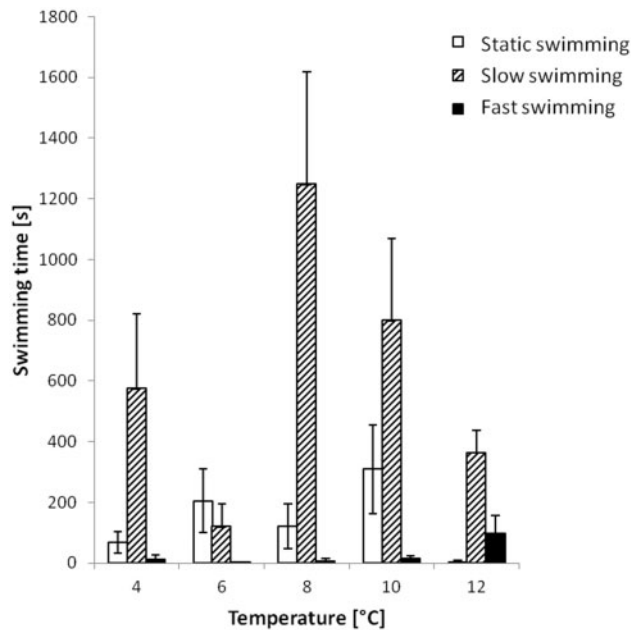 1800
1600
1400
1200
1000
800
600
400
200
0
Swimming time [s]
Static swimming
Slow swimming
Fast swimming
4 6 8 10 12
Temperature [°C]